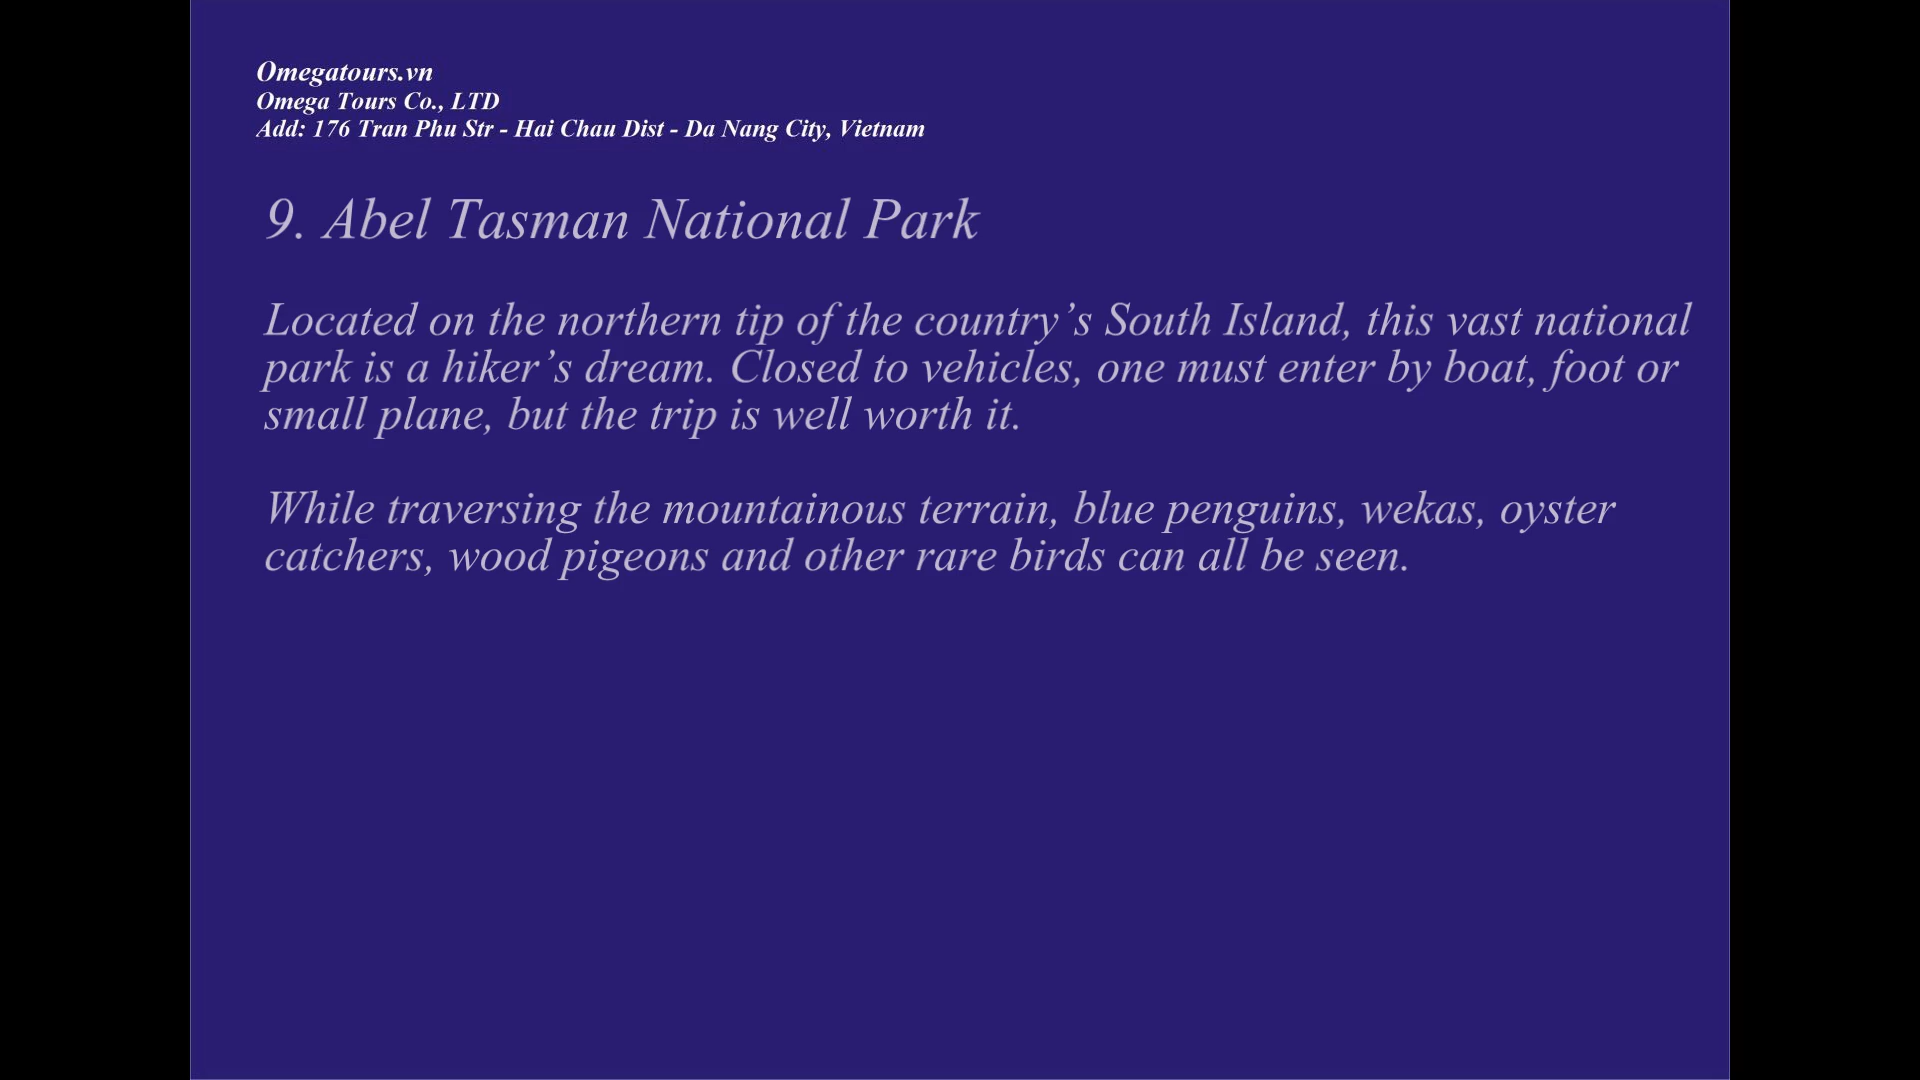 Omegatours.vn
Omega Tours Co., LTD
Add: 176 Tran Phu Str - Hai Chau Dist - Da Nang City, Vietnam
9. Abel Tasman National Park
Located on the northern tip of the country’s South Island, this vast national
park is a hiker’s dream. Closed to vehicles, one must enter by boat, foot or
small plane, but the trip is well worth it.
While traversing the mountainous terrain, blue penguins, wekas, oyster
catchers, wood pigeons and other rare birds can all be seen.